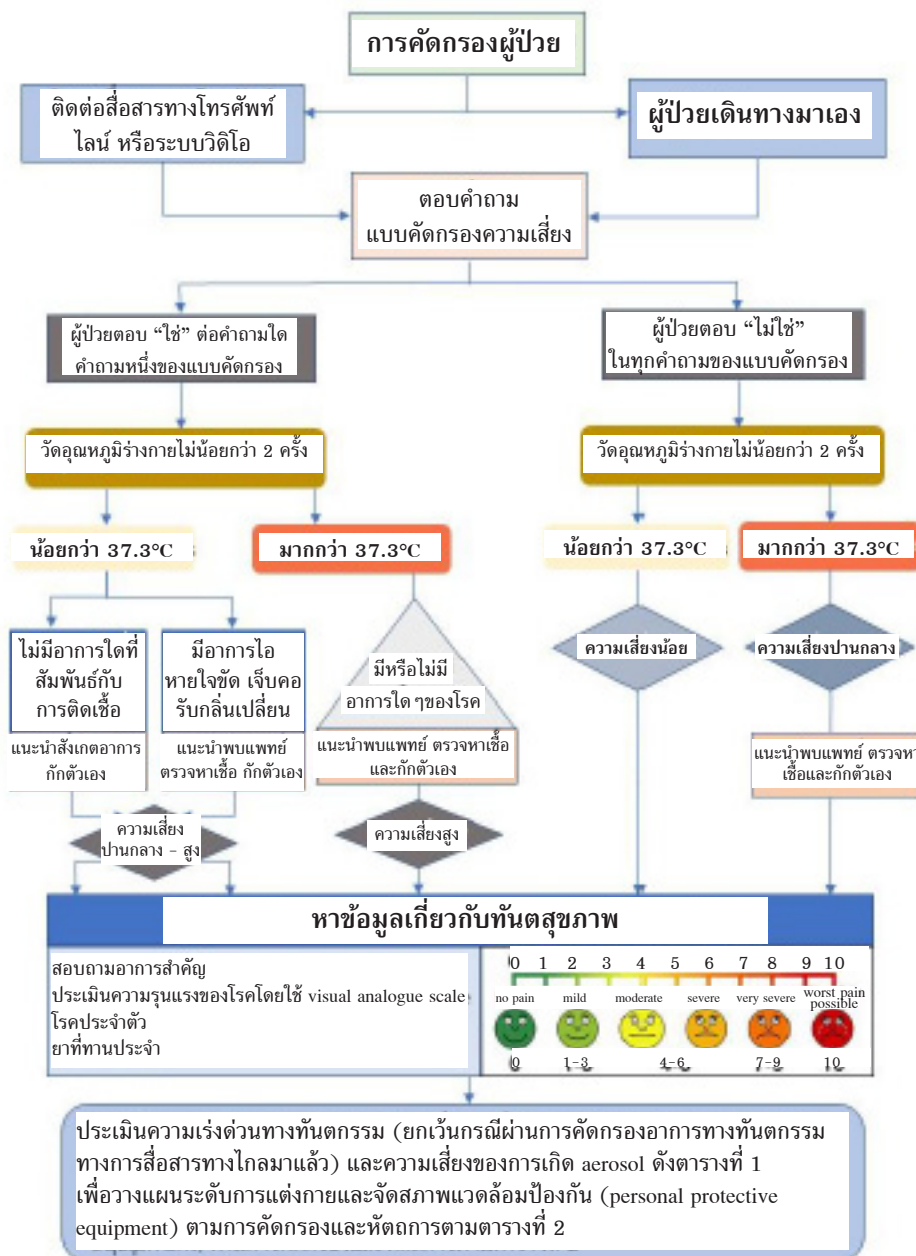 การคัดกรองผู้ป่วย
ติดต่อสื่อสารทางโทรศัพท์
ไลน์ หรือระบบวิดิโอ
ผู้ป่วยเดินทางมาเอง
ตอบคำถาม
แบบคัดกรองความเสี่ยง
ผู้ป่วยตอบ “ใช่” ต่อคำถามใด
คำถามหนึ่งของแบบคัดกรอง
ผู้ป่วยตอบ “ไม่ใช่”
ในทุกคำถามของแบบคัดกรอง
วัดอุณหภูมิร่างกายไม่น้อยกว่า 2 ครั้ง
วัดอุณหภูมิร่างกายไม่น้อยกว่า 2 ครั้ง
น้อยกว่า 37.3°C
มากกว่า 37.3°C
น้อยกว่า 37.3°C
มากกว่า 37.3°C
ไม่มีอาการใดที่
สัมพันธ์กับ
การติดเชื้อ
แนะนำสังเกตอาการ
กักตัวเอง
มีอาการไอ
หายใจขัด เจ็บคอ
รับกลิ่นเปลี่ยน
แนะนำพบแพทย์
ตรวจหาเชื้อ กักตัวเอง
มีหรือไม่มี
อาการใด ๆของโรค
แนะนำพบแพทย์ ตรวจหาเชื้อ
และกักตัวเอง
ความเสี่ยงน้อย
ความเสี่ยงปานกลาง
แนะนำพบแพทย์ ตรวจหา
เชื้อและกักตัวเอง
ความเสี่ยง
ปานกลาง - สูง
ความเสี่ยงสูง
หาข้อมูลเกี่ยวกับทันตสุขภาพ
สอบถามอาการสำคัญ
ประเมินความรุนแรงของโรคโดยใช้ visual analogue scale
โรคประจำตัว
ยาที่ทานประจำ
0 1 2 3 4 5 6 7 8 9 10
no pain mild moderate severe very severe worst pain
possible
0 1-3 4-6 7-9 10
ประเมินความเร่งด่วนทางทันตกรรม (ยกเว้นกรณีผ่านการคัดกรองอาการทางทันตกรรม
ทางการสื่อสารทางไกลมาแล้ว) และความเสี่ยงของการเกิด aerosol ดังตารางที่ 1
เพื่อวางแผนระดับการแต่งกายและจัดสภาพแวดล้อมป้องกัน (personal protective
equipment) ตามการคัดกรองและหัตถการตามตารางที่ 2